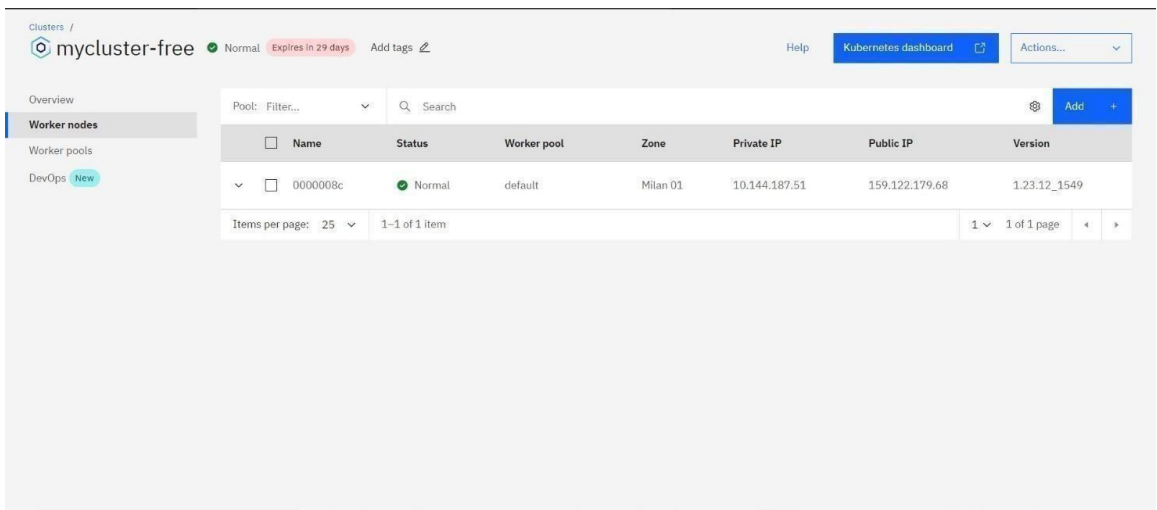 Clusters /
mycluster-free Normal Expires in 29 days Add tags Help Kubernetes dashboard Actions...
Overview
Worker nodes
Worker pools
DevOps New
Pool: Filter... Search Add +
Name Status Worker pool Zone Private IP Public IP Version
0000008c Normal default Milan 01 10.144.187.51 159.122.179.68 1.23.12_1549
Items per page: 25 1–1 of 1 item 1 1 of 1 page